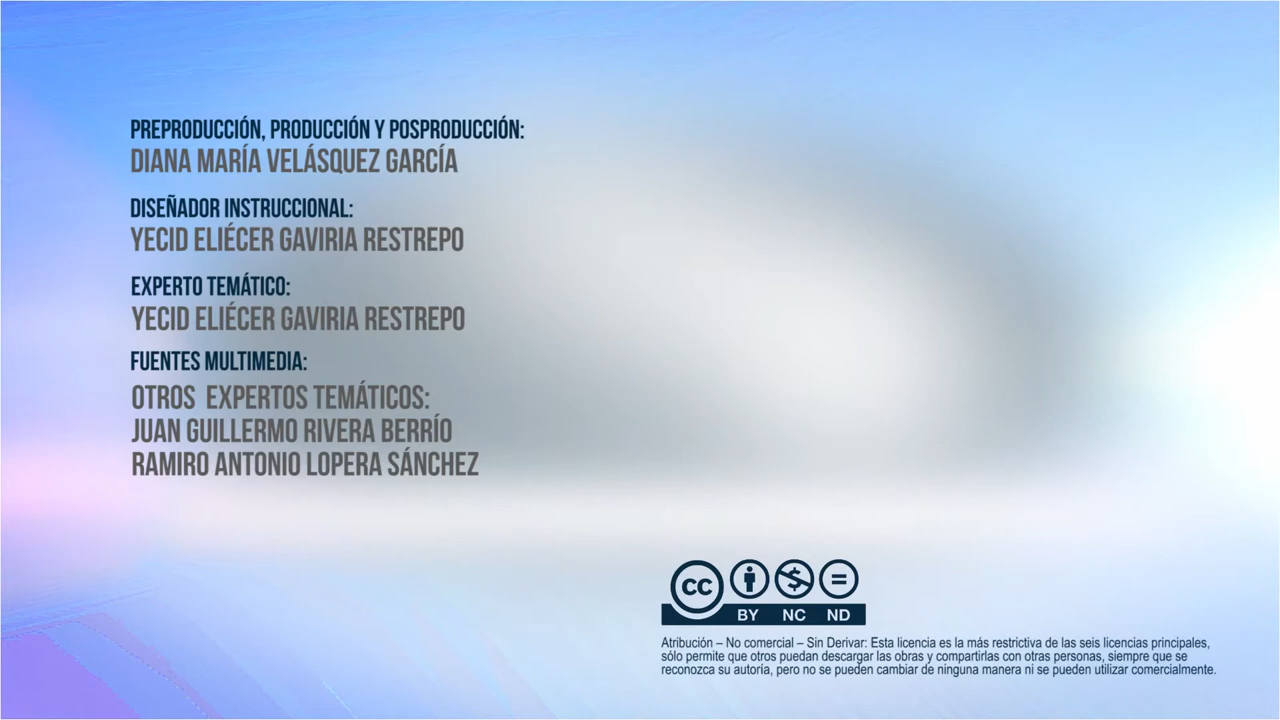 PREPRODUCCIÓN, PRODUCCIÓN Y POSPRODUCCIÓN:
DIANA MARÍA VELÁSQUEZ GARCÍA
DISEÑADOR INSTRUCCIONAL:
YECID ELIÉCER GAVIRIA RESTREPO
EXPERTO TEMÁTICO:
YECID ELIÉCER GAVIRIA RESTREPO
FUENTES MULTIMEDIA:
OTROS EXPERTOS TEMÁTICOS:
JUAN GUILLERMO RIVERA BERRÍO
RAMIRO ANTONIO LOPERA SÁNCHEZ
cc $ =
BY NC ND
Atribución – No comercial – Sin Derivar: Esta licencia es la más restrictiva de las seis licencias principales,
sólo permite que otros puedan descargar las obras y compartirlas con otras personas, siempre que se
reconozca su autoría, pero no se pueden cambiar de ninguna manera ni se pueden utilizar comercialmente.